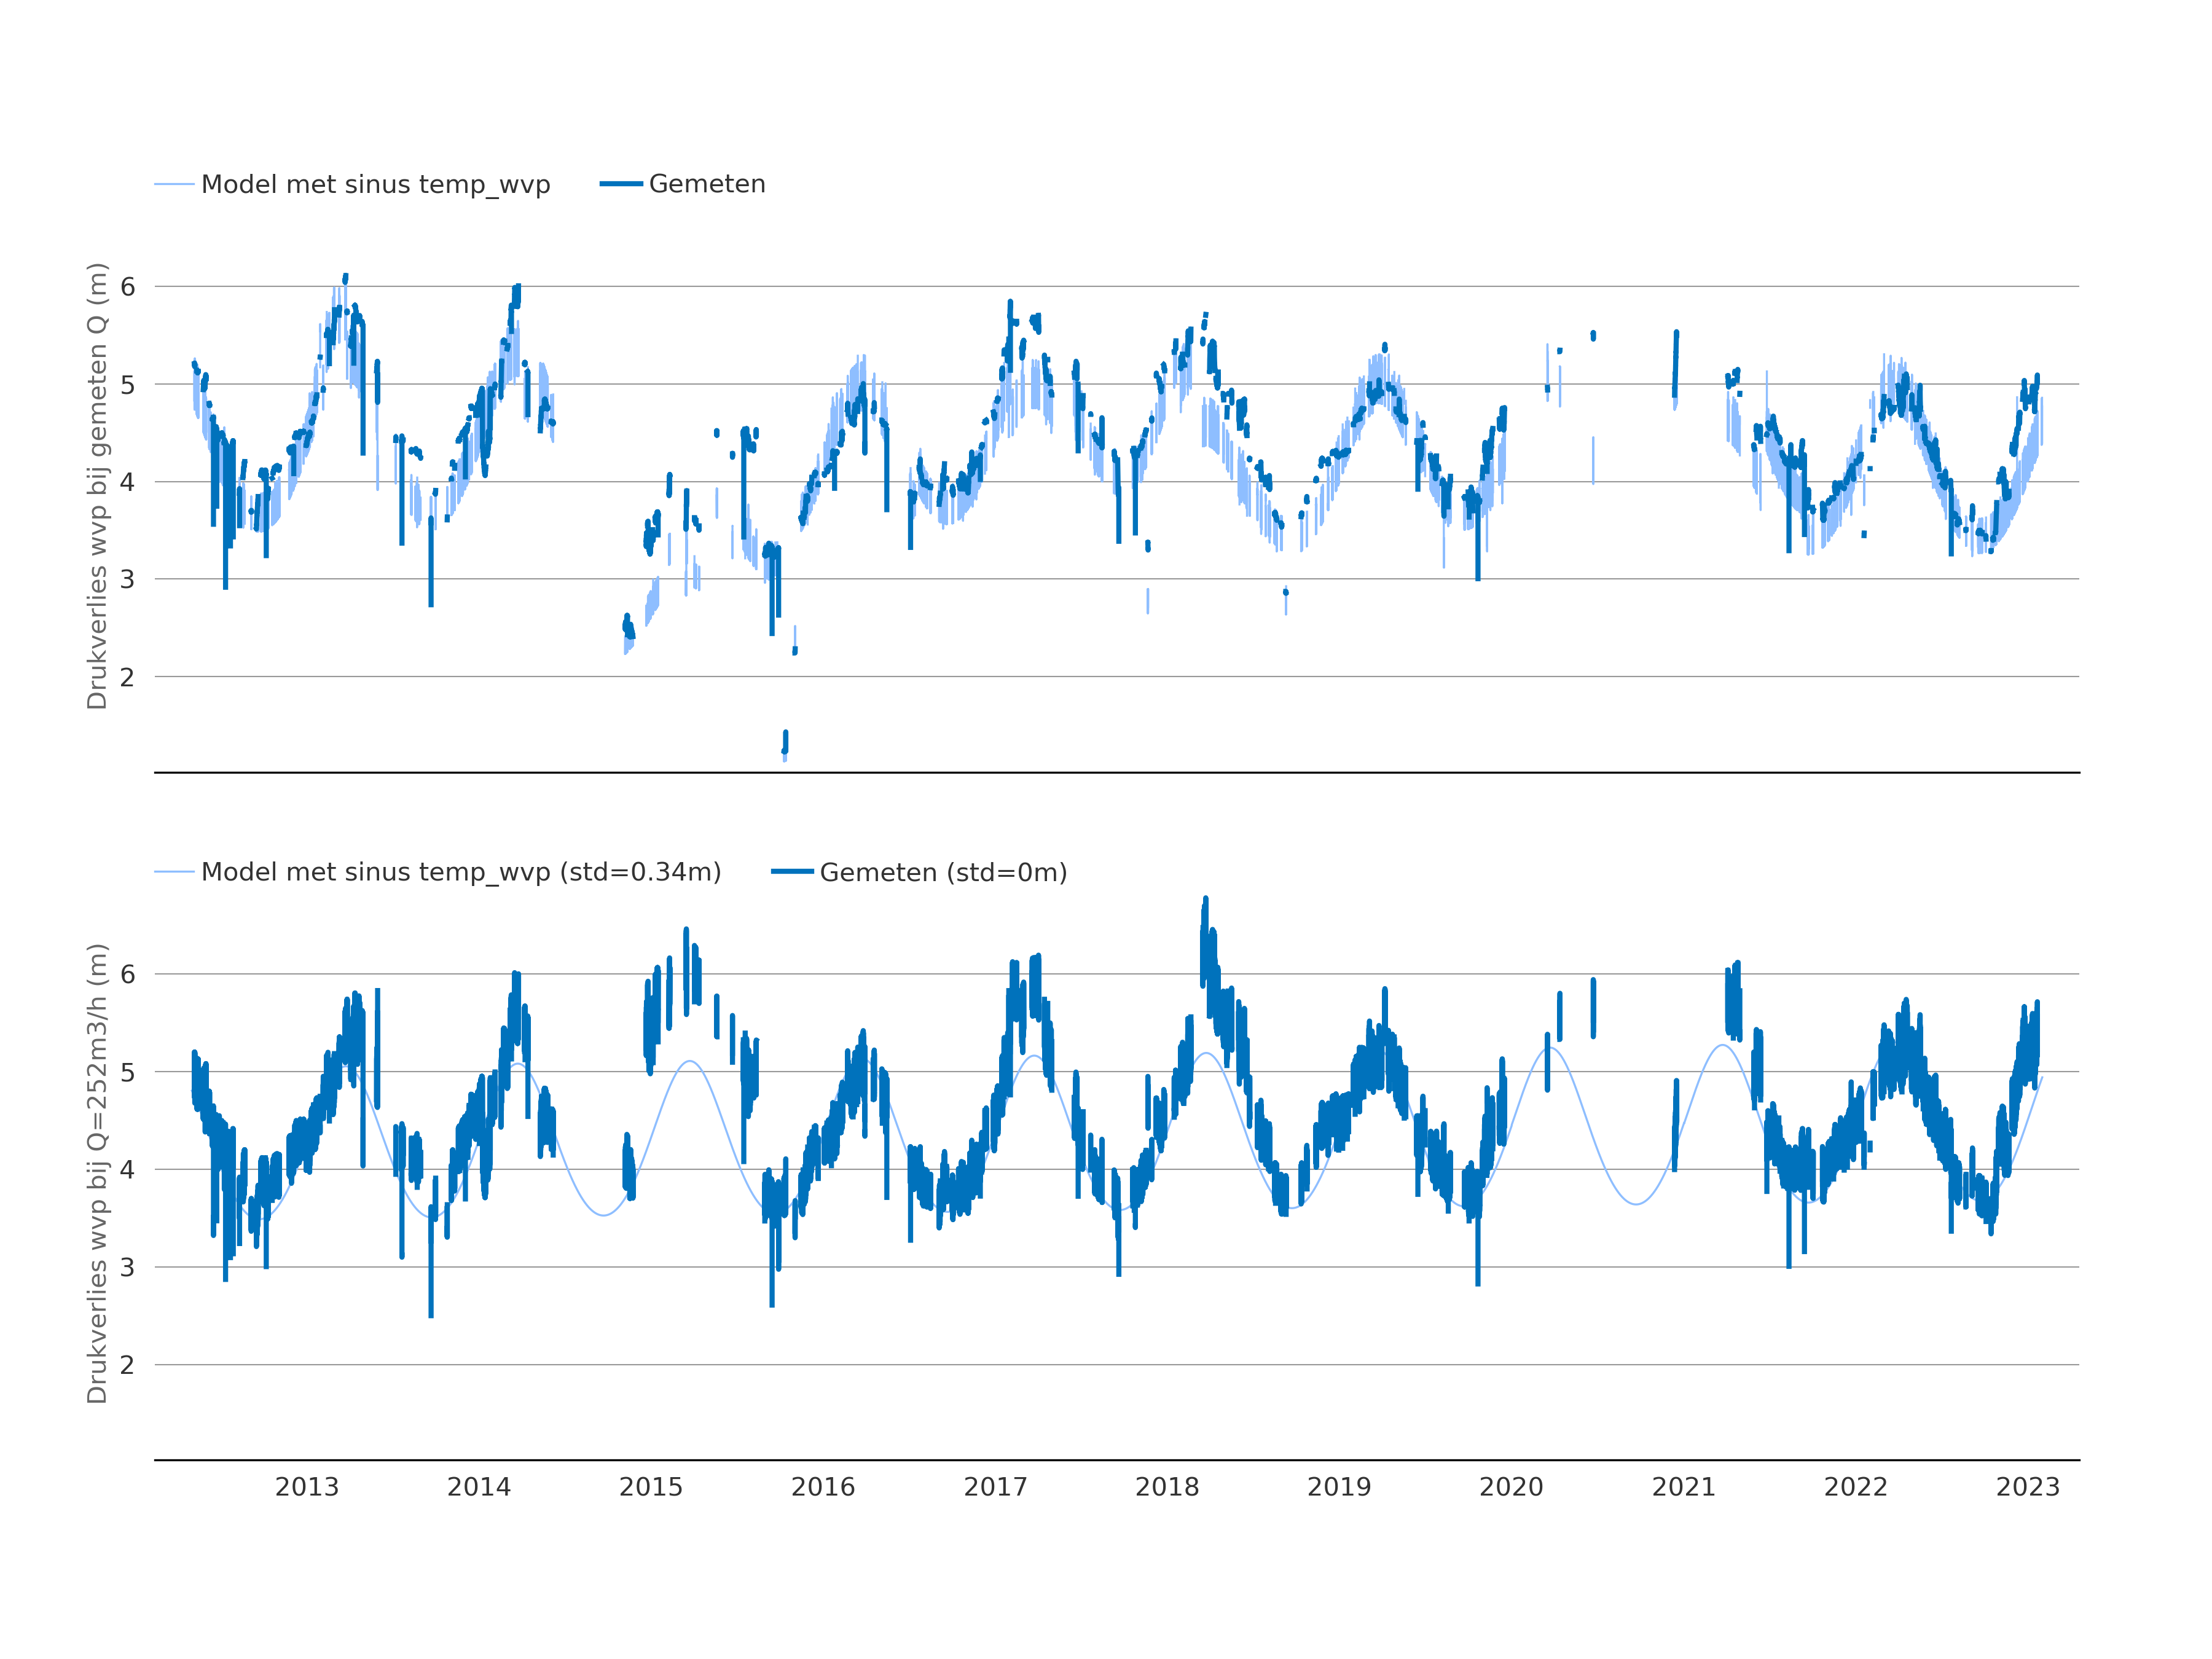 Model met sinus temp_wvp Gemeten
Drukverlies wvp bij gemeten Q (m)
6
5
4
3
2
Model met sinus temp_wvp (std=0.34m) Gemeten (std=0m)
Drukverlies wvp bij Q=252m3/h (m)
6
5
4
3
2
2013 2014 2015 2016 2017 2018 2019 2020 2021 2022 2023